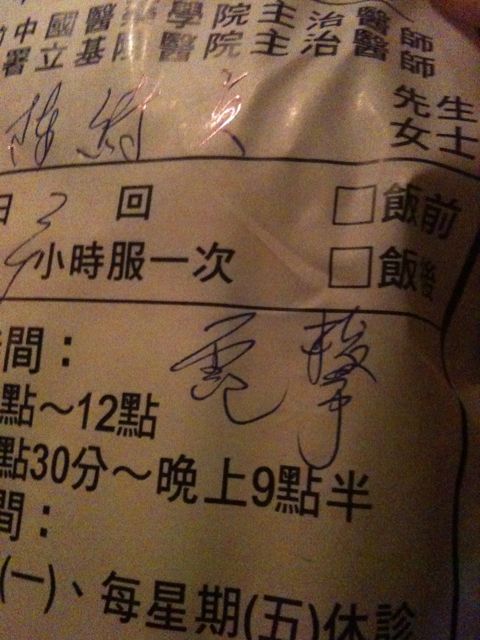 中國醫藥學院主治醫師
署立基隆醫院主治醫師
先生
女士
日 回 □飯前
小時服一次 □飯後
間：
點～12點
點30分～晚上9點半
間：
(一)、每星期(五)休診